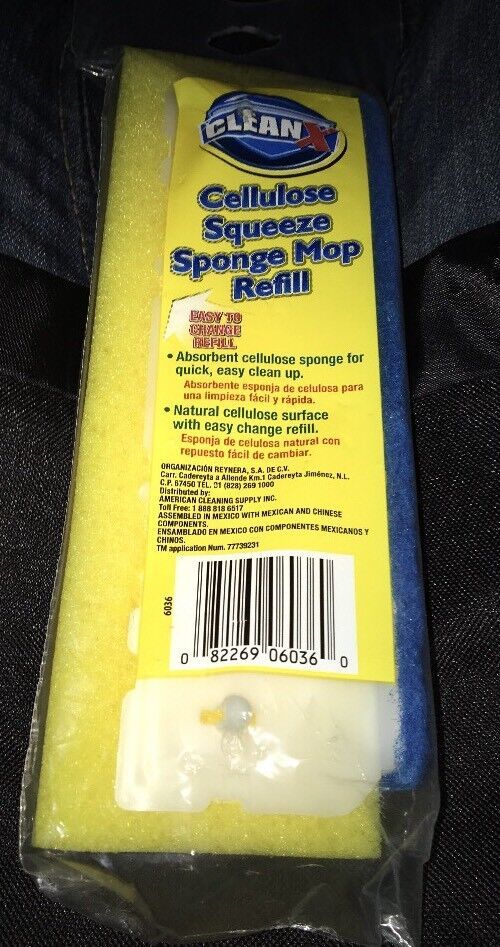 CLEAN X
Cellulose
Squeeze
Sponge Mop
Refill
EASY TO
CHANGE
REFILL
• Absorbent cellulose sponge for
quick, easy clean up.
Absorbente esponja de celulosa para
una limpieza fácil y rápida.
• Natural cellulose surface
with easy change refill.
Esponja de celulosa natural con
repuesto fácil de cambiar.
ORGANIZACIÓN REYNERA, S.A. DE C.V.
Carr. Cadereyta a Allende Km.1 Cadereyta Jiménez, N.L.
C.P. 67450 TEL. 01 (828) 269 1000
Distributed by:
AMERICAN CLEANING SUPPLY INC.
Toll Free: 1 888 818 6517
ASSEMBLED IN MEXICO WITH MEXICAN AND CHINESE
COMPONENTS.
ENSAMBLADO EN MEXICO CON COMPONENTES MEXICANOS Y
CHINOS.
TM application Num. 77739231
6036
0 82269 06036 0